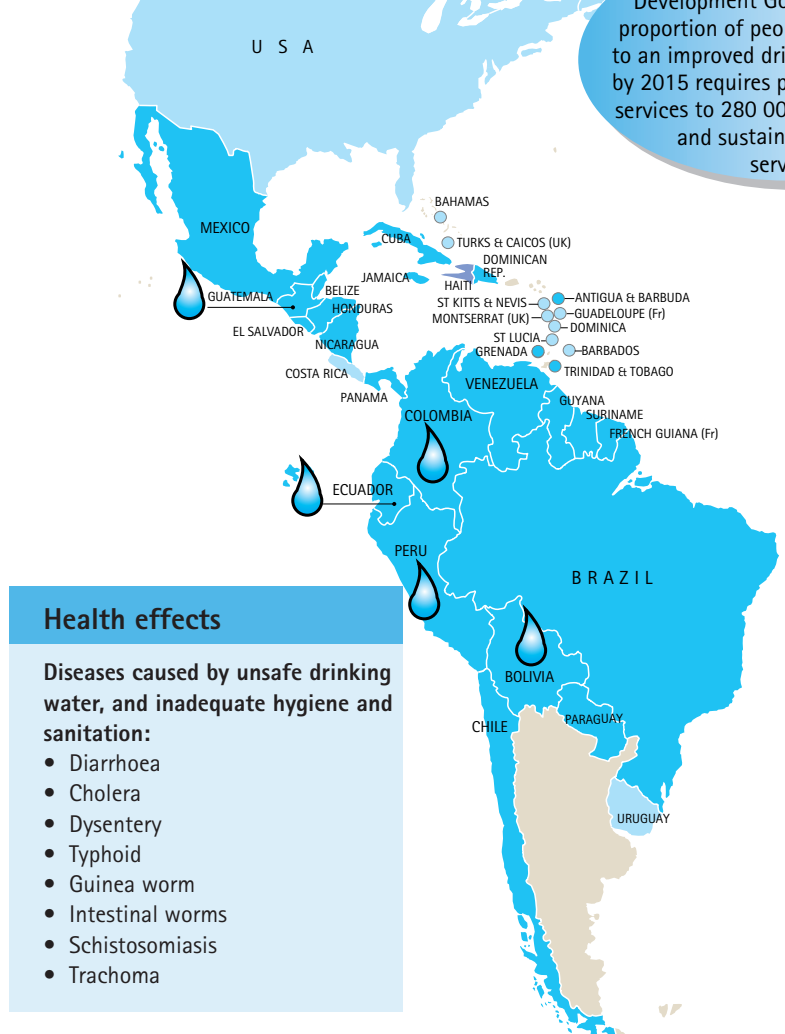 Development Go
proportion of peo
to an improved dri
by 2015 requires p
services to 280 00
and sustain
serv
U S A
BAHAMAS
MEXICO
CUBA
TURKS & CAICOS (UK)
DOMINICAN
REP.
JAMAICA
HAITI
BELIZE
GUATEMALA
HONDURAS
ST KITTS & NEVIS
ANTIGUA & BARBUDA
MONTSERRAT (UK)
GUADELOUPE (Fr)
DOMINICA
EL SALVADOR
NICARAGUA
ST LUCIA
GRENADA
BARBADOS
COSTA RICA
TRINIDAD & TOBAGO
PANAMA
VENEZUELA
COLOMBIA
GUYANA
SURINAME
FRENCH GUIANA (Fr)
ECUADOR
PERU
B R A Z I L
BOLIVIA
CHILE
PARAGUAY
URUGUAY
Health effects
Diseases caused by unsafe drinking
water, and inadequate hygiene and
sanitation:
• Diarrhoea
• Cholera
• Dysentery
• Typhoid
• Guinea worm
• Intestinal worms
• Schistosomiasis
• Trachoma